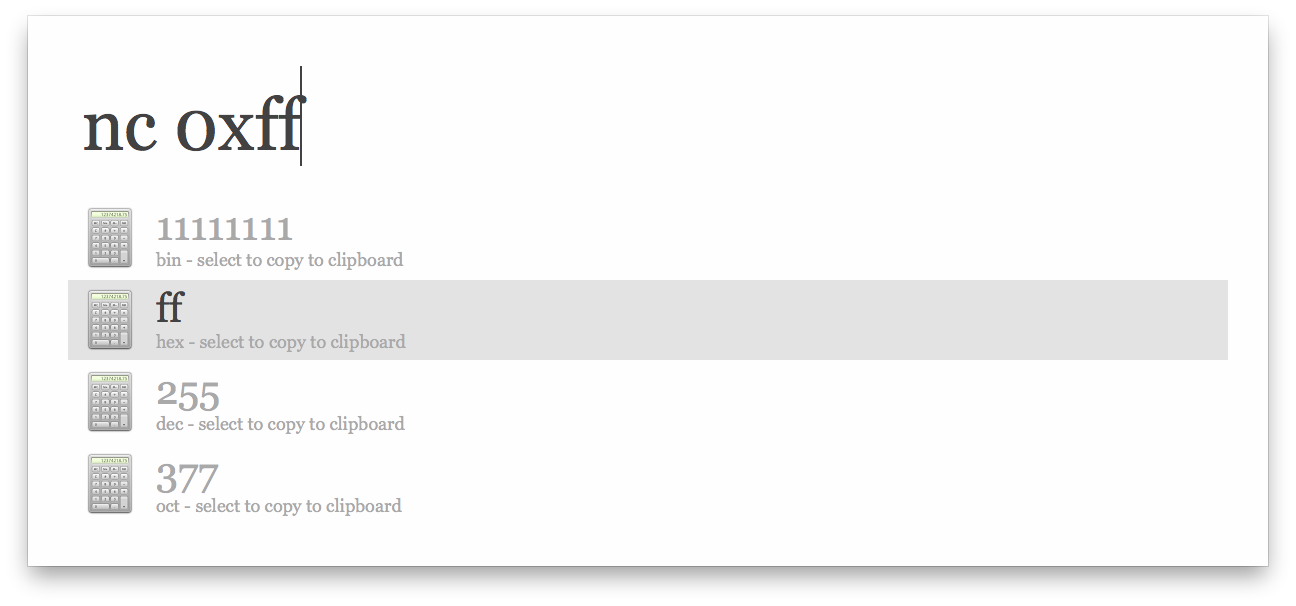 nc 0xff
11111111
bin - select to copy to clipboard
ff
hex - select to copy to clipboard
255
dec - select to copy to clipboard
377
oct - select to copy to clipboard